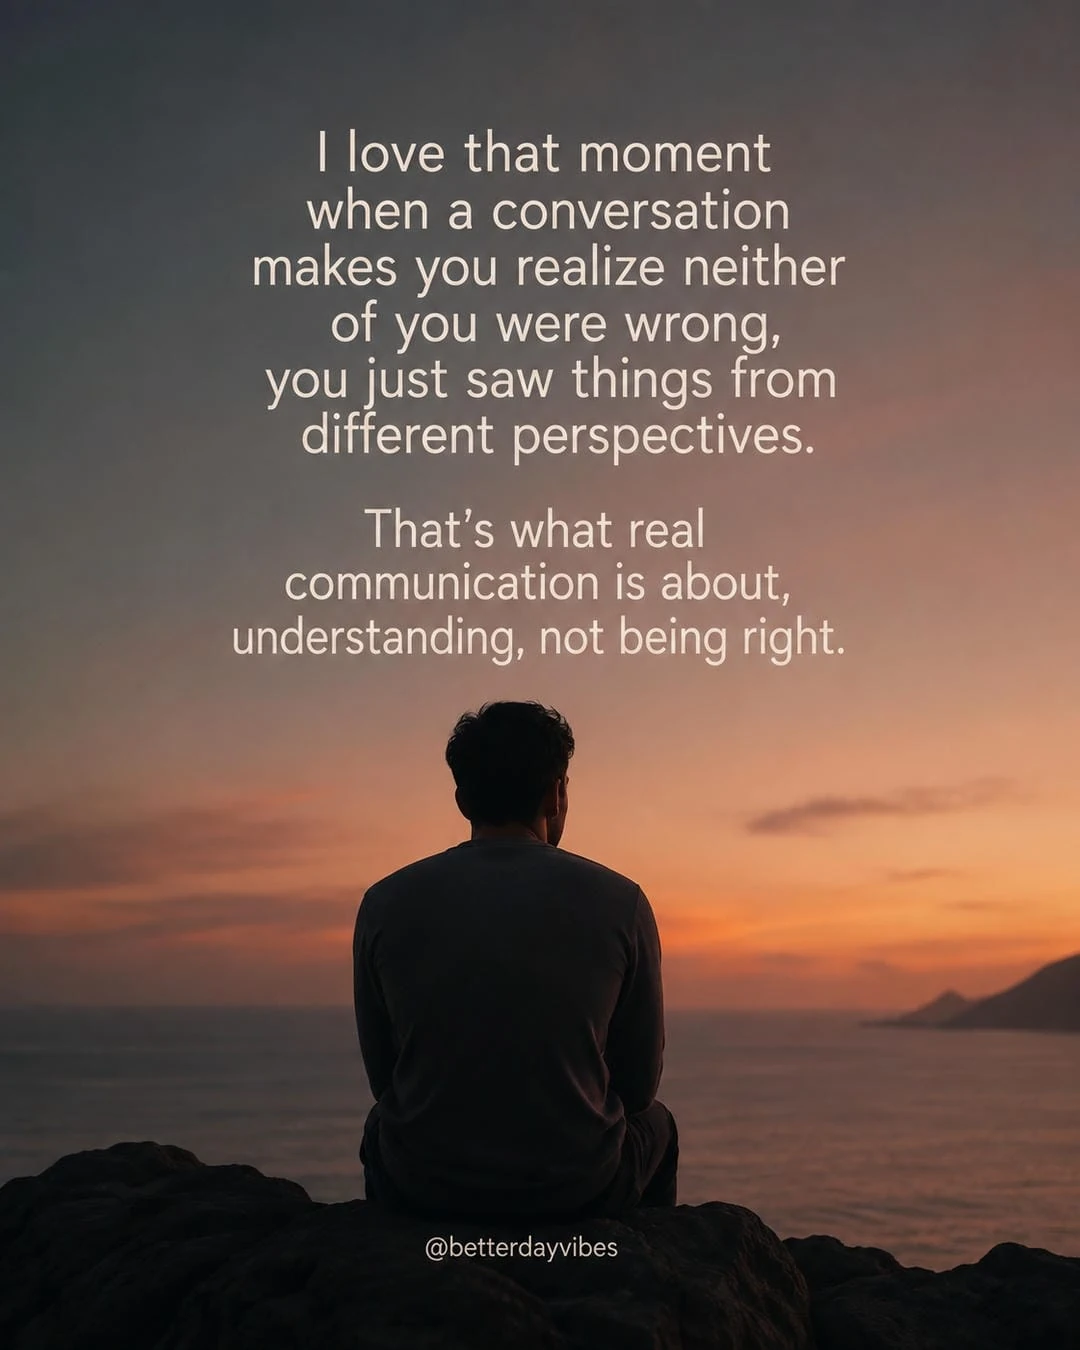 I love that moment
when a conversation
makes you realize neither
of you were wrong,
you just saw things from
different perspectives.
That’s what real
communication is about,
understanding, not being right.
@betterdayvibes